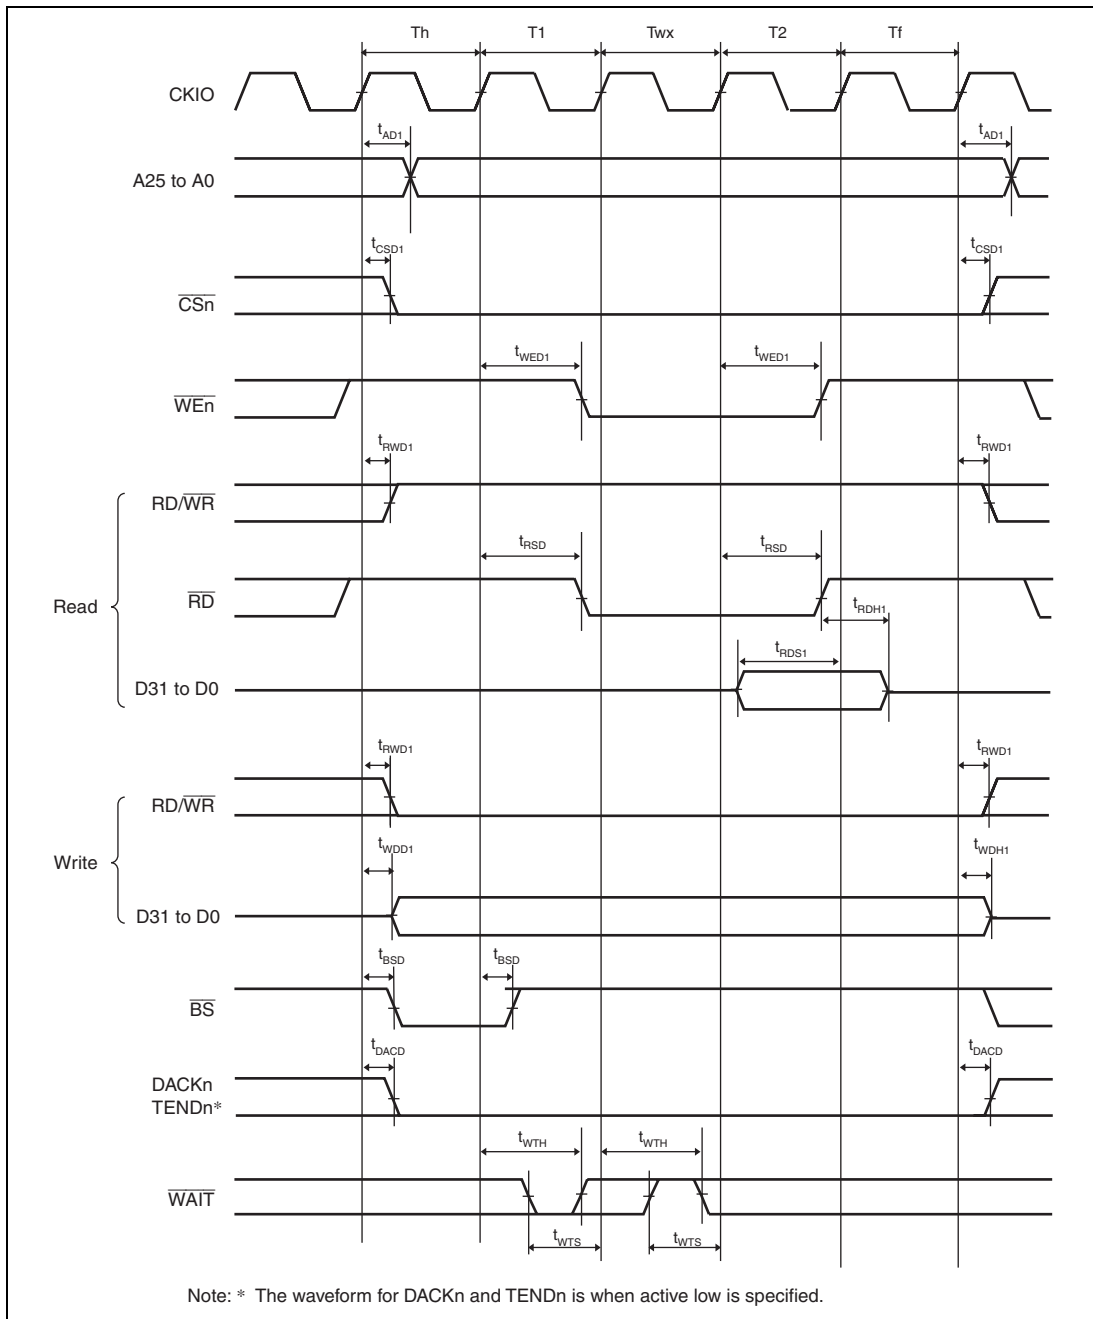 Th T1 Twx T2 Tf
CKIO
tAD1 tAD1
A25 to A0
tCSD1 tCSD1
CSn
tWED1 tWED1
WEn
tRWD1 tRWD1
RD/WR
tRSD tRSD
Read
RD
tRDH1
tRDS1
D31 to D0
tRWD1 tRWD1
RD/WR
tWDD1 tWDH1
Write
D31 to D0
tBSD tBSD
BS
tDACD tDACD
DACKn
TENDn*
tWTH tWTH
WAIT
tWTS tWTS
Note: * The waveform for DACKn and TENDn is when active low is specified.